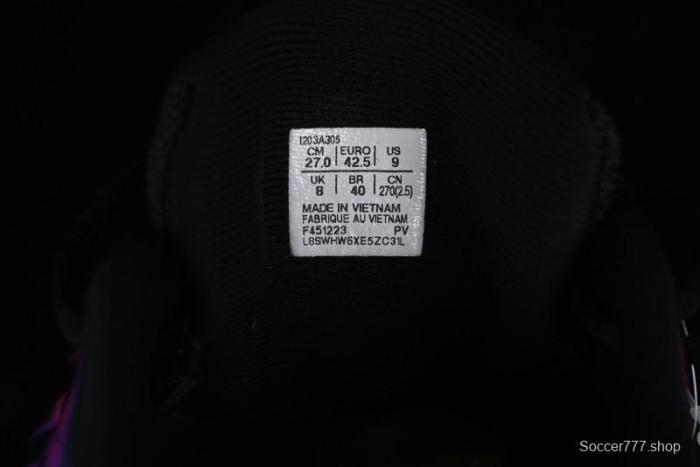 1203A305
CM EURO US
27.0 42.5 9
UK BR CN
8 40 270(2.5)
MADE IN VIETNAM
FABRIQUE AU VIETNAM
F451223 PV
L8SWHW6XE5ZC31L
Soccer777.shop